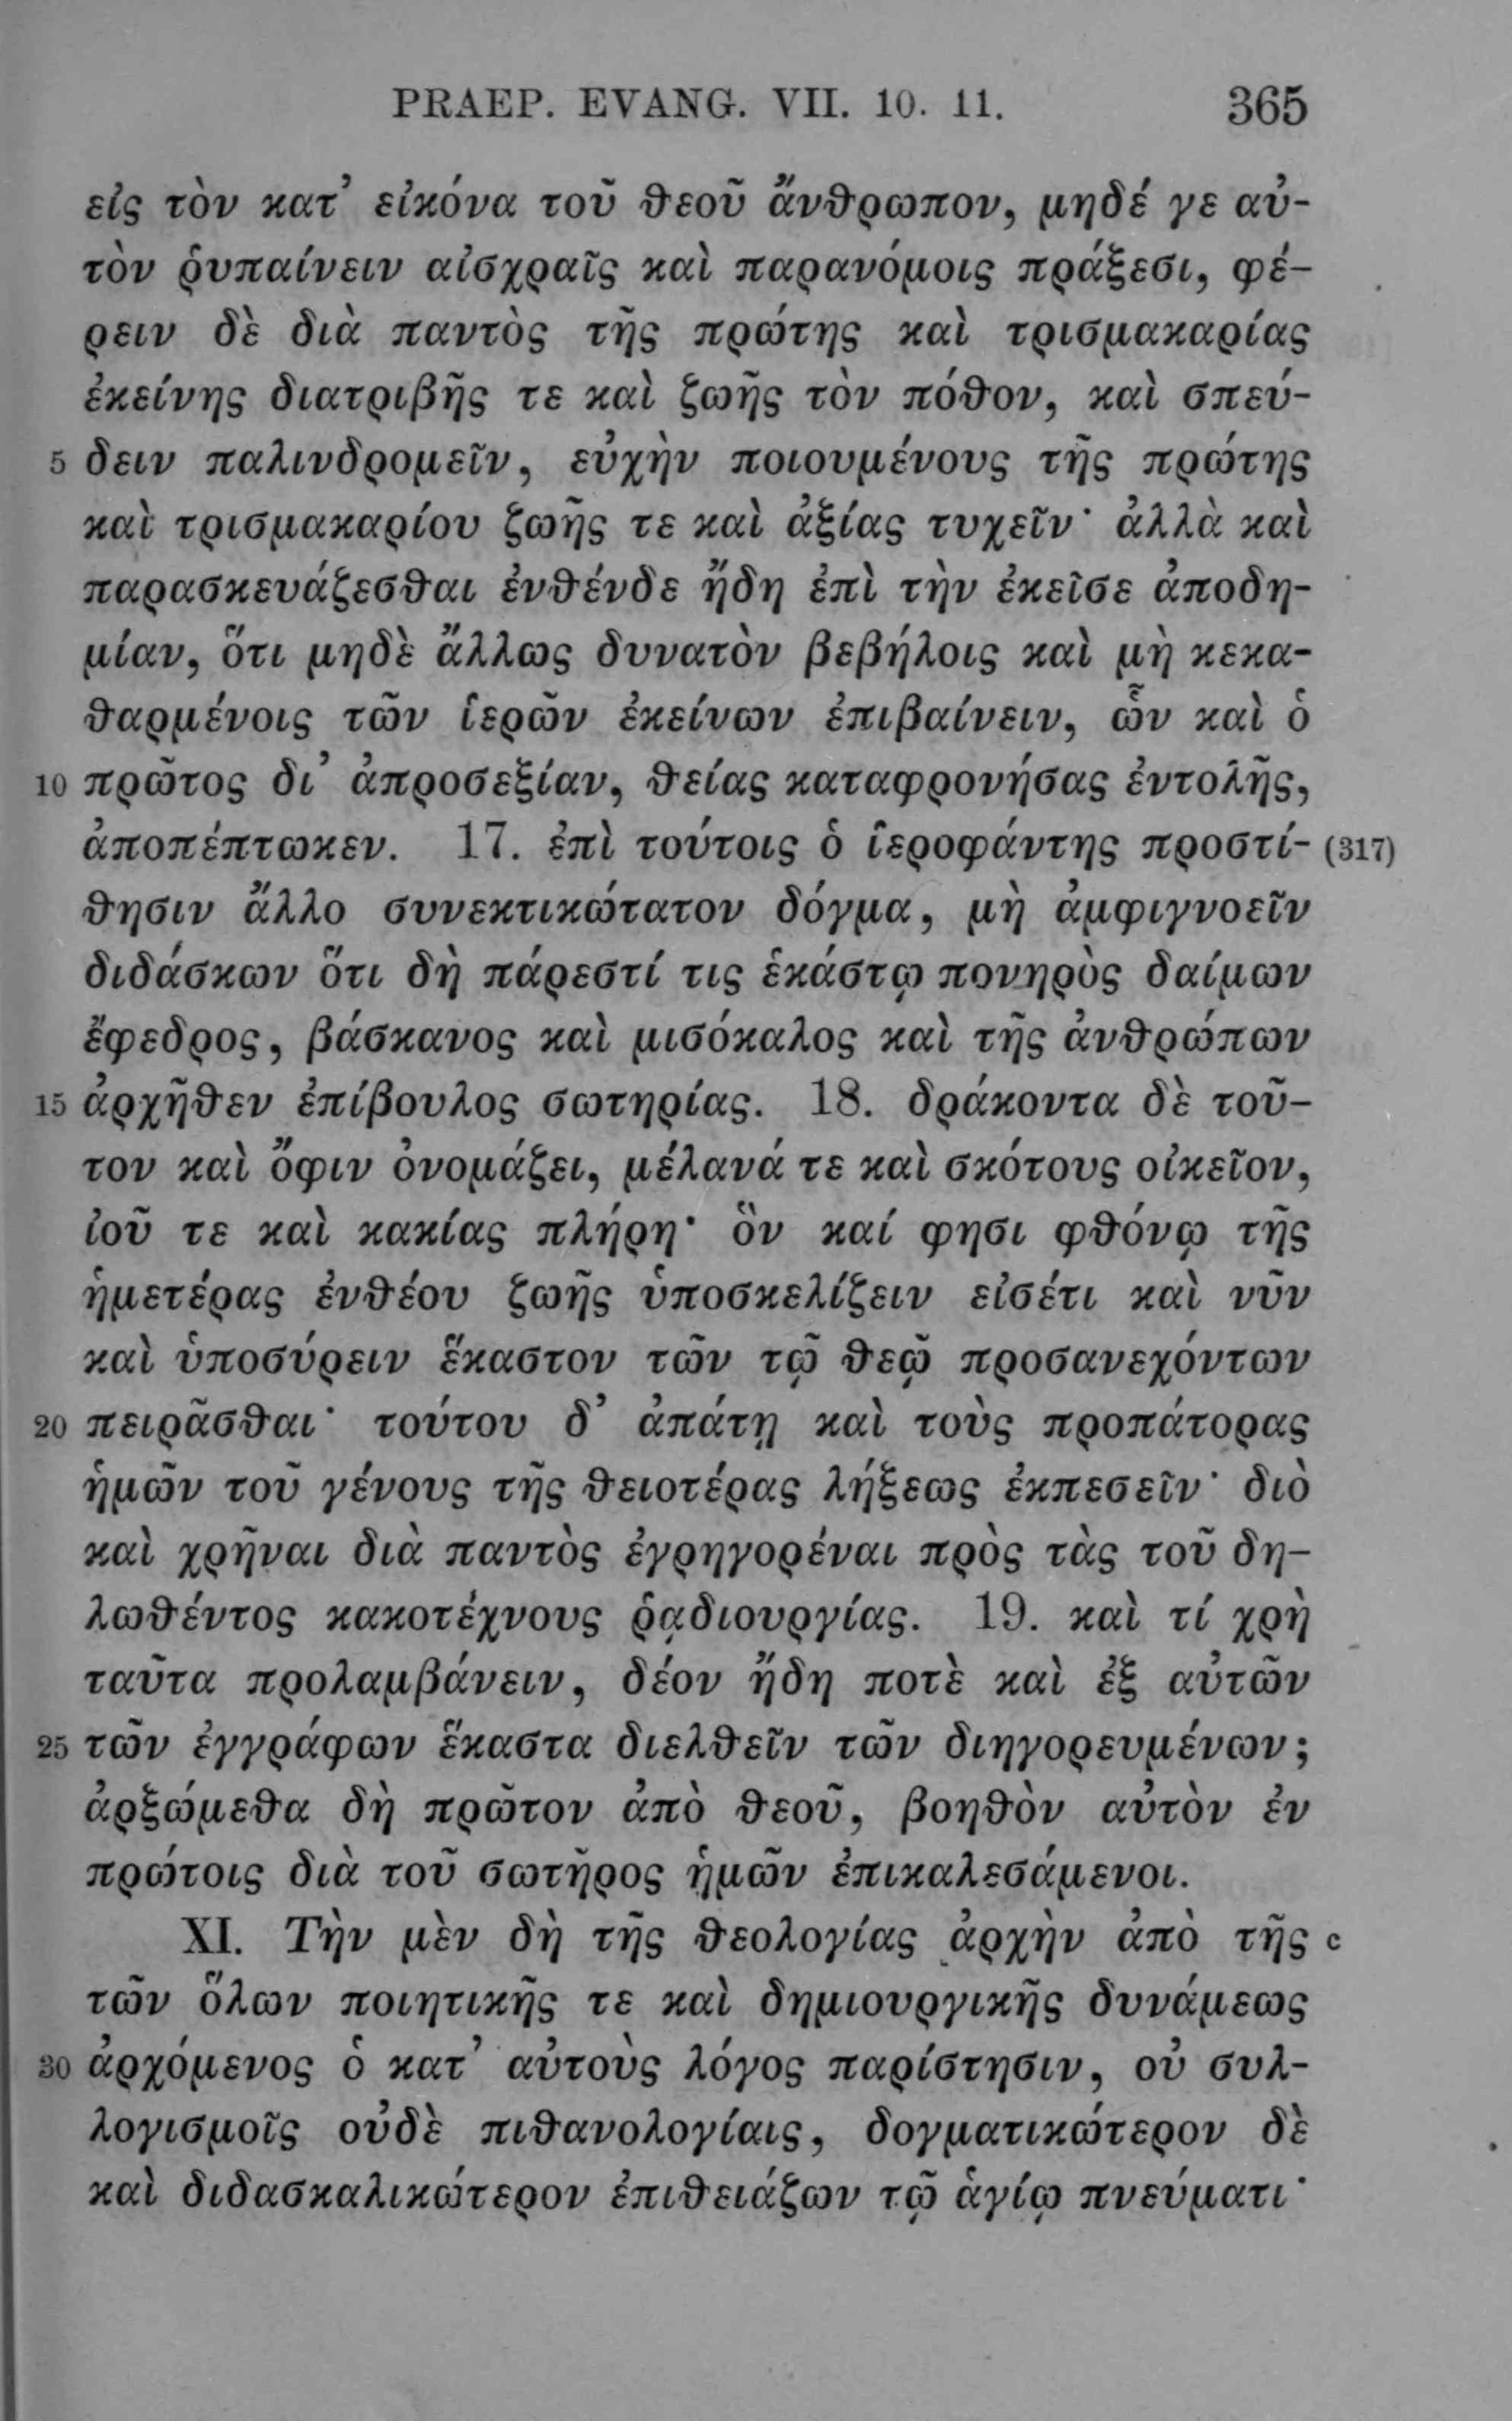 PRAEP. EVANG. VII. 10. 11. 365
εἰς τὸν κατ’ εἰκόνα τοῦ θεοῦ ἄνθρωπον, μηδέ γε αὐ-
τὸν ῥυπαίνειν αἰσχραῖς καὶ παρανόμοις πράξεσι, φέ-
ρειν δὲ διὰ παντὸς τῆς πρώτης καὶ τρισμακαρίας
ἐκείνης διατριβῆς τε καὶ ζωῆς τὸν πόθον, καὶ σπεύ-
5 δειν παλινδρομεῖν, εὐχὴν ποιουμένους τῆς πρώτης
καὶ τρισμακαρίου ζωῆς τε καὶ ἀξίας τυχεῖν· ἀλλὰ καὶ
παρασκευάζεσθαι ἐνθένδε ἤδη ἐπὶ τὴν ἐκεῖσε ἀποδη-
μίαν, ὅτι μηδὲ ἄλλως δυνατὸν βεβήλοις καὶ μὴ κεκα-
θαρμένοις τῶν ἱερῶν ἐκείνων ἐπιβαίνειν, ὧν καὶ ὁ
10 πρῶτος δι’ ἀπροσεξίαν, θείας καταφρονήσας ἐντολῆς,
ἀποπέπτωκεν. 17. ἐπὶ τούτοις ὁ ἱεροφάντης προστί- (317)
θησιν ἄλλο συνεκτικώτατον δόγμα, μὴ ἀμφιγνοεῖν
διδάσκων ὅτι δὴ πάρεστί τις ἑκάστῳ πονηρὸς δαίμων
ἔφεδρος, βάσκανος καὶ μισόκαλος καὶ τῆς ἀνθρώπων
15 ἀρχῆθεν ἐπίβουλος σωτηρίας. 18. δράκοντα δὲ τοῦ-
τον καὶ ὄφιν ὀνομάζει, μέλανά τε καὶ σκότους οἰκεῖον,
ἰοῦ τε καὶ κακίας πλήρη· ὃν καί φησι φθόνῳ τῆς
ἡμετέρας ἐνθέου ζωῆς ὑποσκελίζειν εἰσέτι καὶ νῦν
καὶ ὑποσύρειν ἕκαστον τῶν τῷ θεῷ προσανεχόντων
20 πειρᾶσθαι· τούτου δ’ ἀπάτῃ καὶ τοὺς προπάτορας
ἡμῶν τοῦ γένους τῆς θειοτέρας λήξεως ἐκπεσεῖν· διὸ
καὶ χρῆναι διὰ παντὸς ἐγρηγορέναι πρὸς τὰς τοῦ δη-
λωθέντος κακοτέχνους ῥᾳδιουργίας. 19. καὶ τί χρὴ
ταῦτα προλαμβάνειν, δέον ἤδη ποτὲ καὶ ἐξ αὐτῶν
25 τῶν ἐγγράφων ἕκαστα διελθεῖν τῶν διηγορευμένων;
ἀρξώμεθα δὴ πρῶτον ἀπὸ θεοῦ, βοηθὸν αὐτὸν ἐν
πρώτοις διὰ τοῦ σωτῆρος ἡμῶν ἐπικαλεσάμενοι.
XI. Τὴν μὲν δὴ τῆς θεολογίας ἀρχὴν ἀπὸ τῆς c
τῶν ὅλων ποιητικῆς τε καὶ δημιουργικῆς δυνάμεως
30 ἀρχόμενος ὁ κατ’ αὐτοὺς λόγος παρίστησιν, οὐ συλ-
λογισμοῖς οὐδὲ πιθανολογίαις, δογματικώτερον δὲ
καὶ διδασκαλικώτερον ἐπιθειάζων τῷ ἁγίῳ πνεύματι·